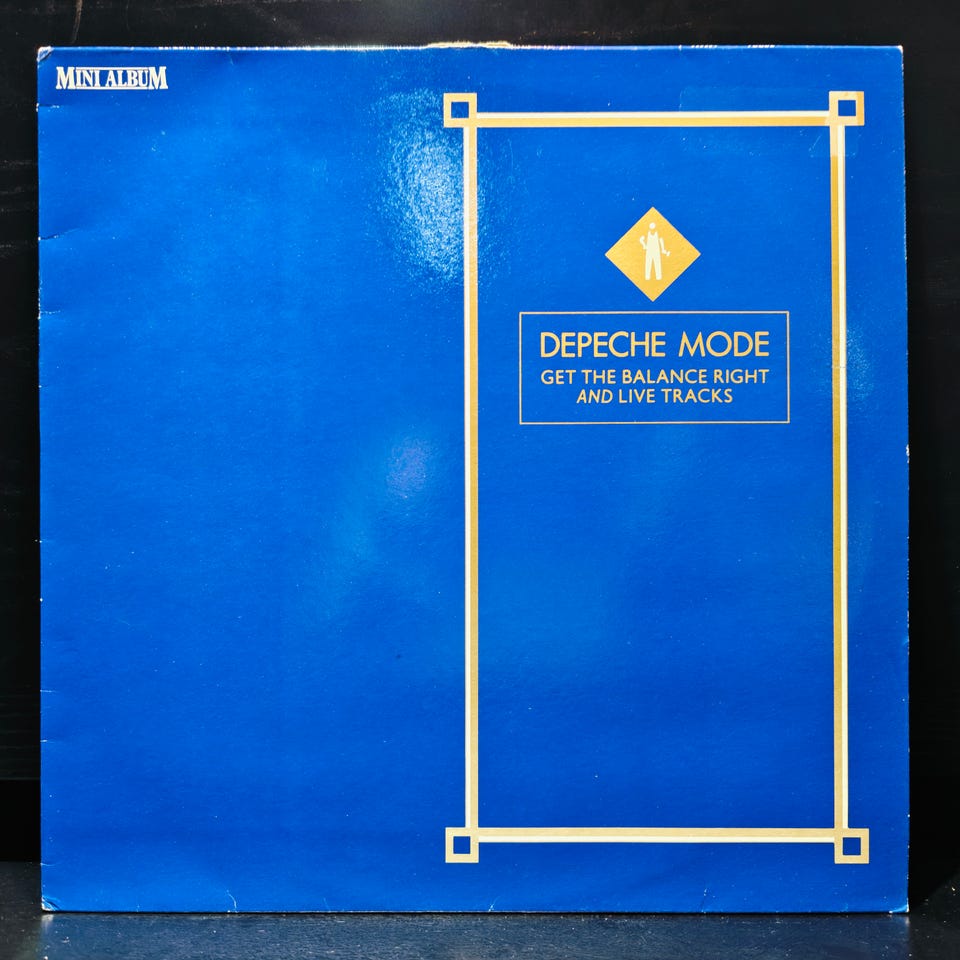 MINI ALBUM
DEPECHE MODE
GET THE BALANCE RIGHT
AND LIVE TRACKS